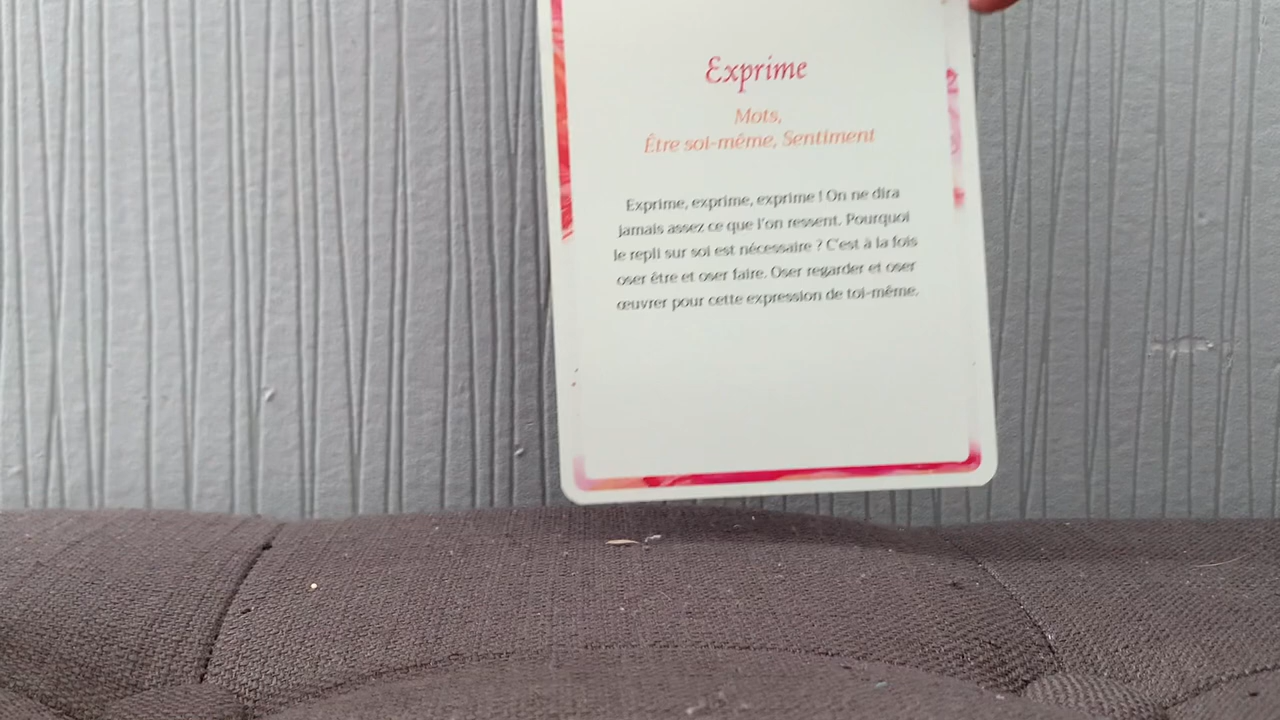 Exprime
Mots,
Être soi-même, Sentiment
Exprime, exprime, exprime ! On ne dira
jamais assez ce que l'on ressent. Pourquoi
le repli sur soi est nécessaire ? C'est à la fois
oser être et oser faire. Oser regarder et oser
œuvrer pour cette expression de toi-même.